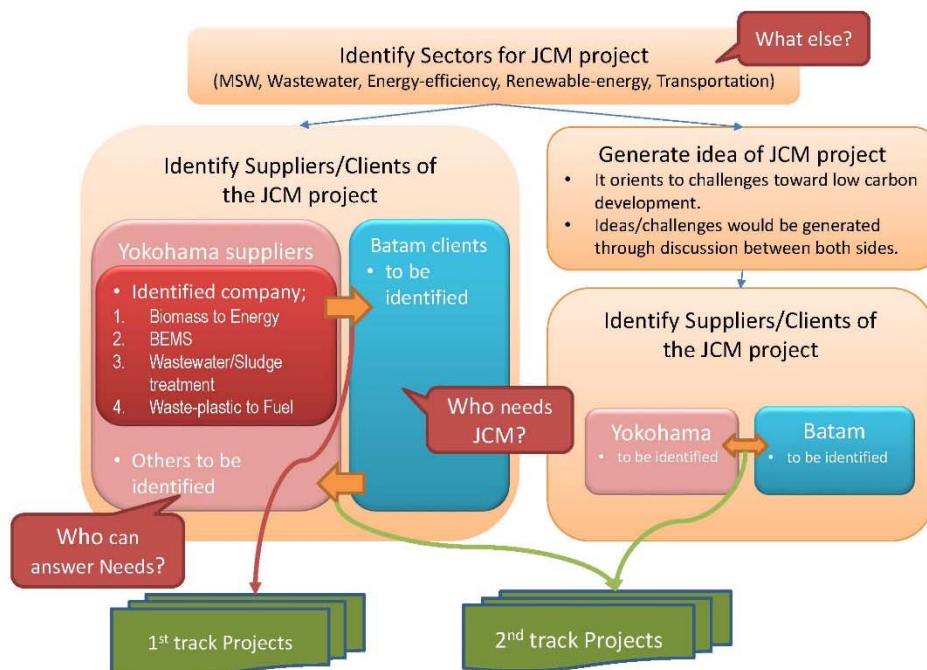 Identify Sectors for JCM project
(MSW, Wastewater, Energy-efficiency, Renewable-energy, Transportation)
What else?
Identify Suppliers/Clients of
the JCM project
Yokohama suppliers
• Identified company;
1. Biomass to Energy
2. BEMS
3. Wastewater/Sludge
treatment
4. Waste-plastic to Fuel
• Others to be
identified
Batam clients
• to be
identified
Who needs
JCM?
Who can
answer Needs?
Generate idea of JCM project
• It orients to challenges toward low carbon
development.
• Ideas/challenges would be generated
through discussion between both sides.
Identify Suppliers/Clients of
the JCM project
Yokohama
• to be identified
Batam
• to be identified
1st track Projects
2nd track Projects